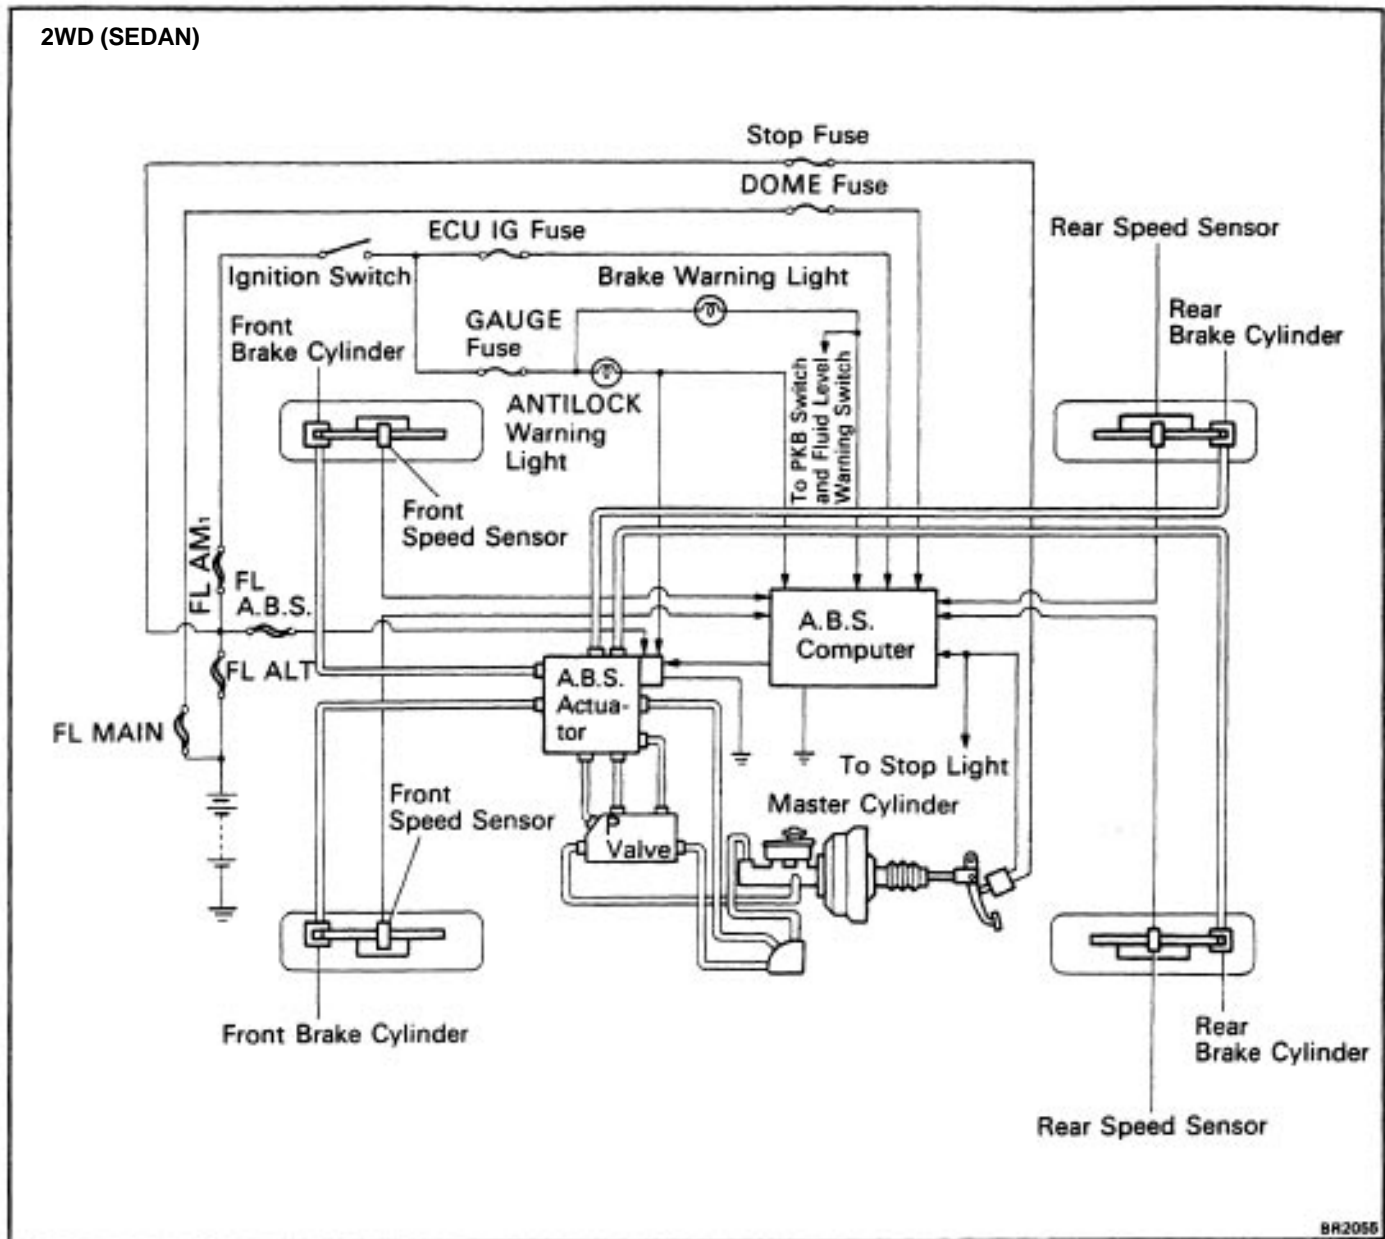 2WD (SEDAN)
Stop Fuse
DOME Fuse
ECU IG Fuse
Rear Speed Sensor
Ignition Switch
Brake Warning Light
Front
Brake Cylinder
GAUGE
Fuse
Rear
Brake Cylinder
ANTILOCK
Warning
Light
To PKB Switch
and Fluid Level
Warning Switch
Front
Speed Sensor
FL AM1
FL
A.B.S.
A.B.S.
Computer
FL ALT
A.B.S.
Actua-
tor
FL MAIN
To Stop Light
Front
Speed Sensor
Master Cylinder
P
Valve
Front Brake Cylinder
Rear
Brake Cylinder
Rear Speed Sensor
BR2055